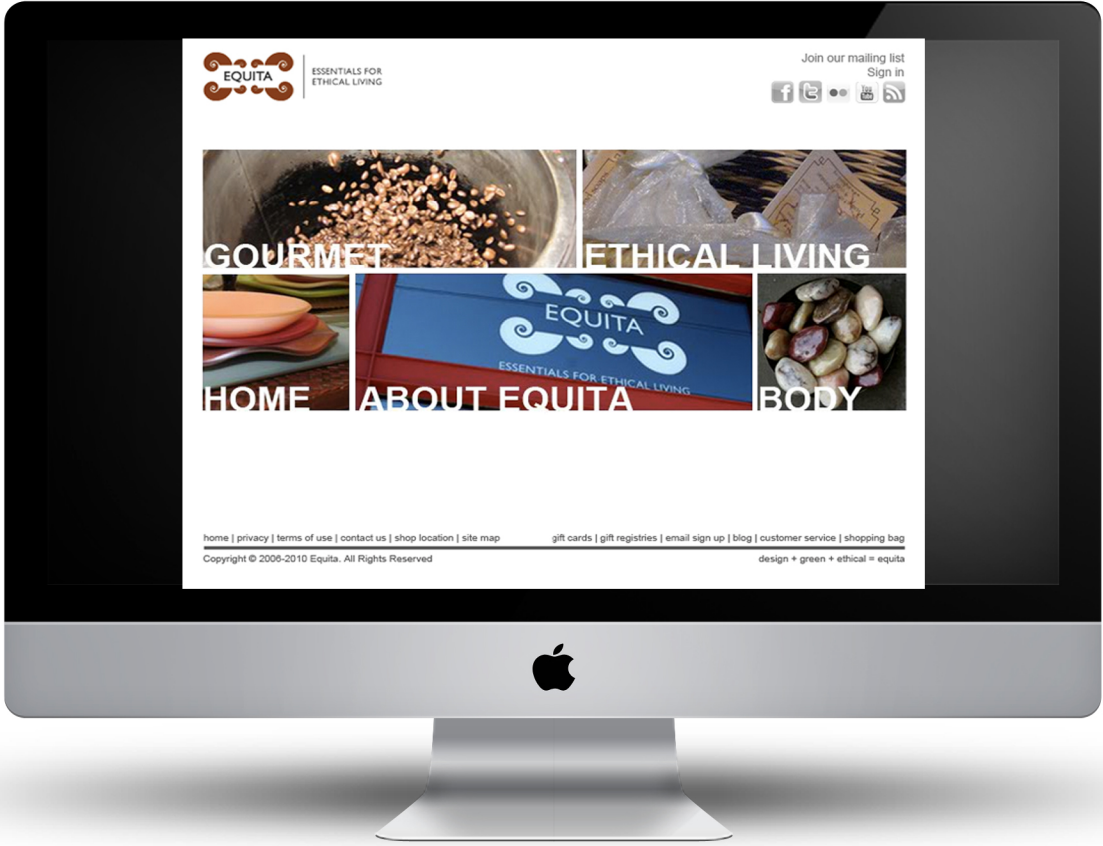 EQUITA
ESSENTIALS FOR
ETHICAL LIVING
Join our mailing list
Sign in
f t You Tube
GOURMET
ETHICAL LIVING
EQUITA
ESSENTIALS FOR ETHICAL LIVING
HOME
ABOUT EQUITA
BODY
home | privacy | terms of use | contact us | shop location | site map
gift cards | gift registries | email sign up | blog | customer service | shopping bag
Copyright © 2006-2010 Equita. All Rights Reserved
design + green + ethical = equita